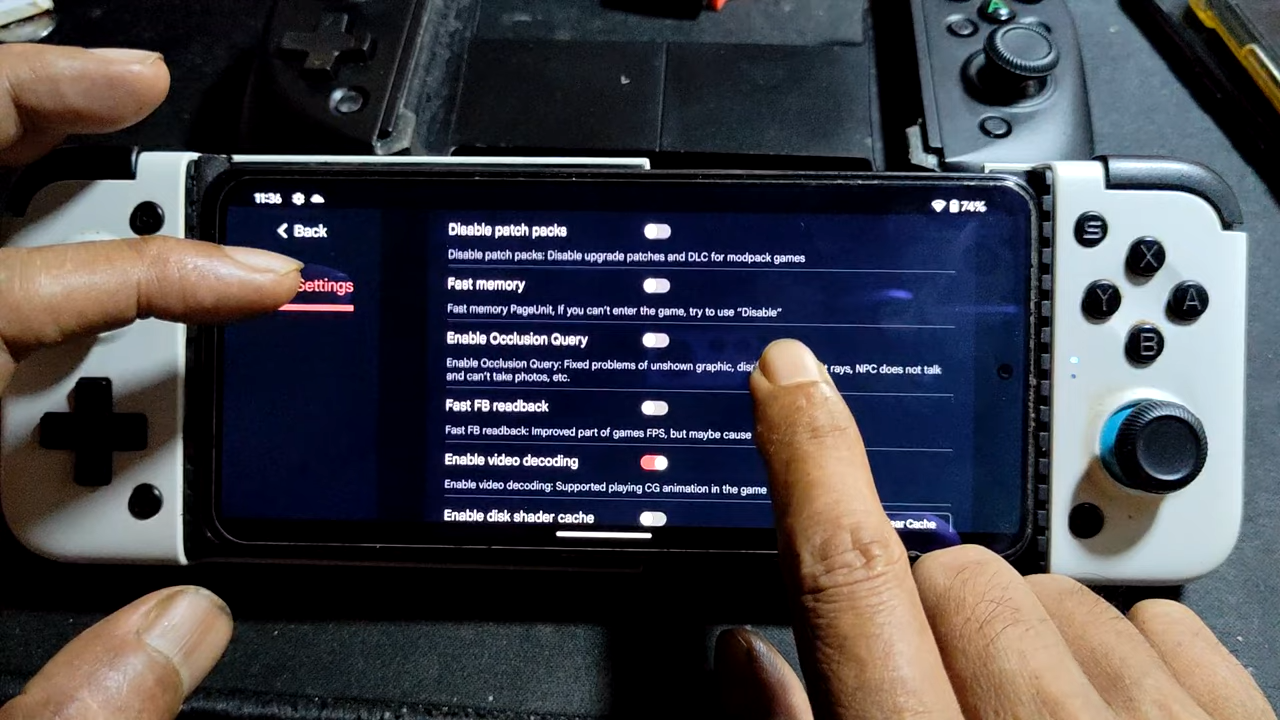 11:36
74%
Back
Settings
Disable patch packs
Disable patch packs: Disable upgrade patches and DLC for modpack games
Fast memory
Fast memory PageUnit, If you can't enter the game, try to use "Disable"
Enable Occlusion Query
Enable Occlusion Query: Fixed problems of unshown graphic, rays, NPC does not talk
and can't take photos, etc.
Fast FB readback
Fast FB readback: Improved part of games FPS, but maybe cause
Enable video decoding
Enable video decoding: Supported playing CG animation in the game
Enable disk shader cache
Cache
S
X
Y
A
B
A